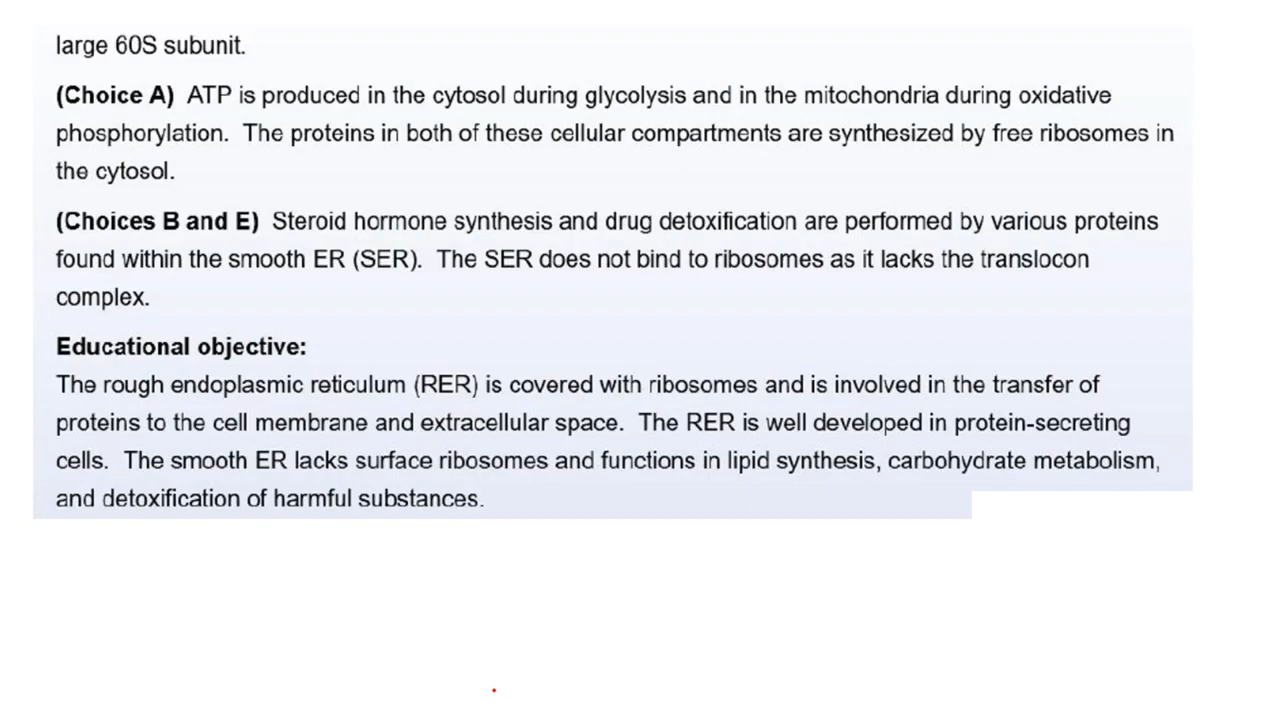 large 60S subunit.
(Choice A) ATP is produced in the cytosol during glycolysis and in the mitochondria during oxidative
phosphorylation. The proteins in both of these cellular compartments are synthesized by free ribosomes in
the cytosol.
(Choices B and E) Steroid hormone synthesis and drug detoxification are performed by various proteins
found within the smooth ER (SER). The SER does not bind to ribosomes as it lacks the translocon
complex.
Educational objective:
The rough endoplasmic reticulum (RER) is covered with ribosomes and is involved in the transfer of
proteins to the cell membrane and extracellular space. The RER is well developed in protein-secreting
cells. The smooth ER lacks surface ribosomes and functions in lipid synthesis, carbohydrate metabolism,
and detoxification of harmful substances.